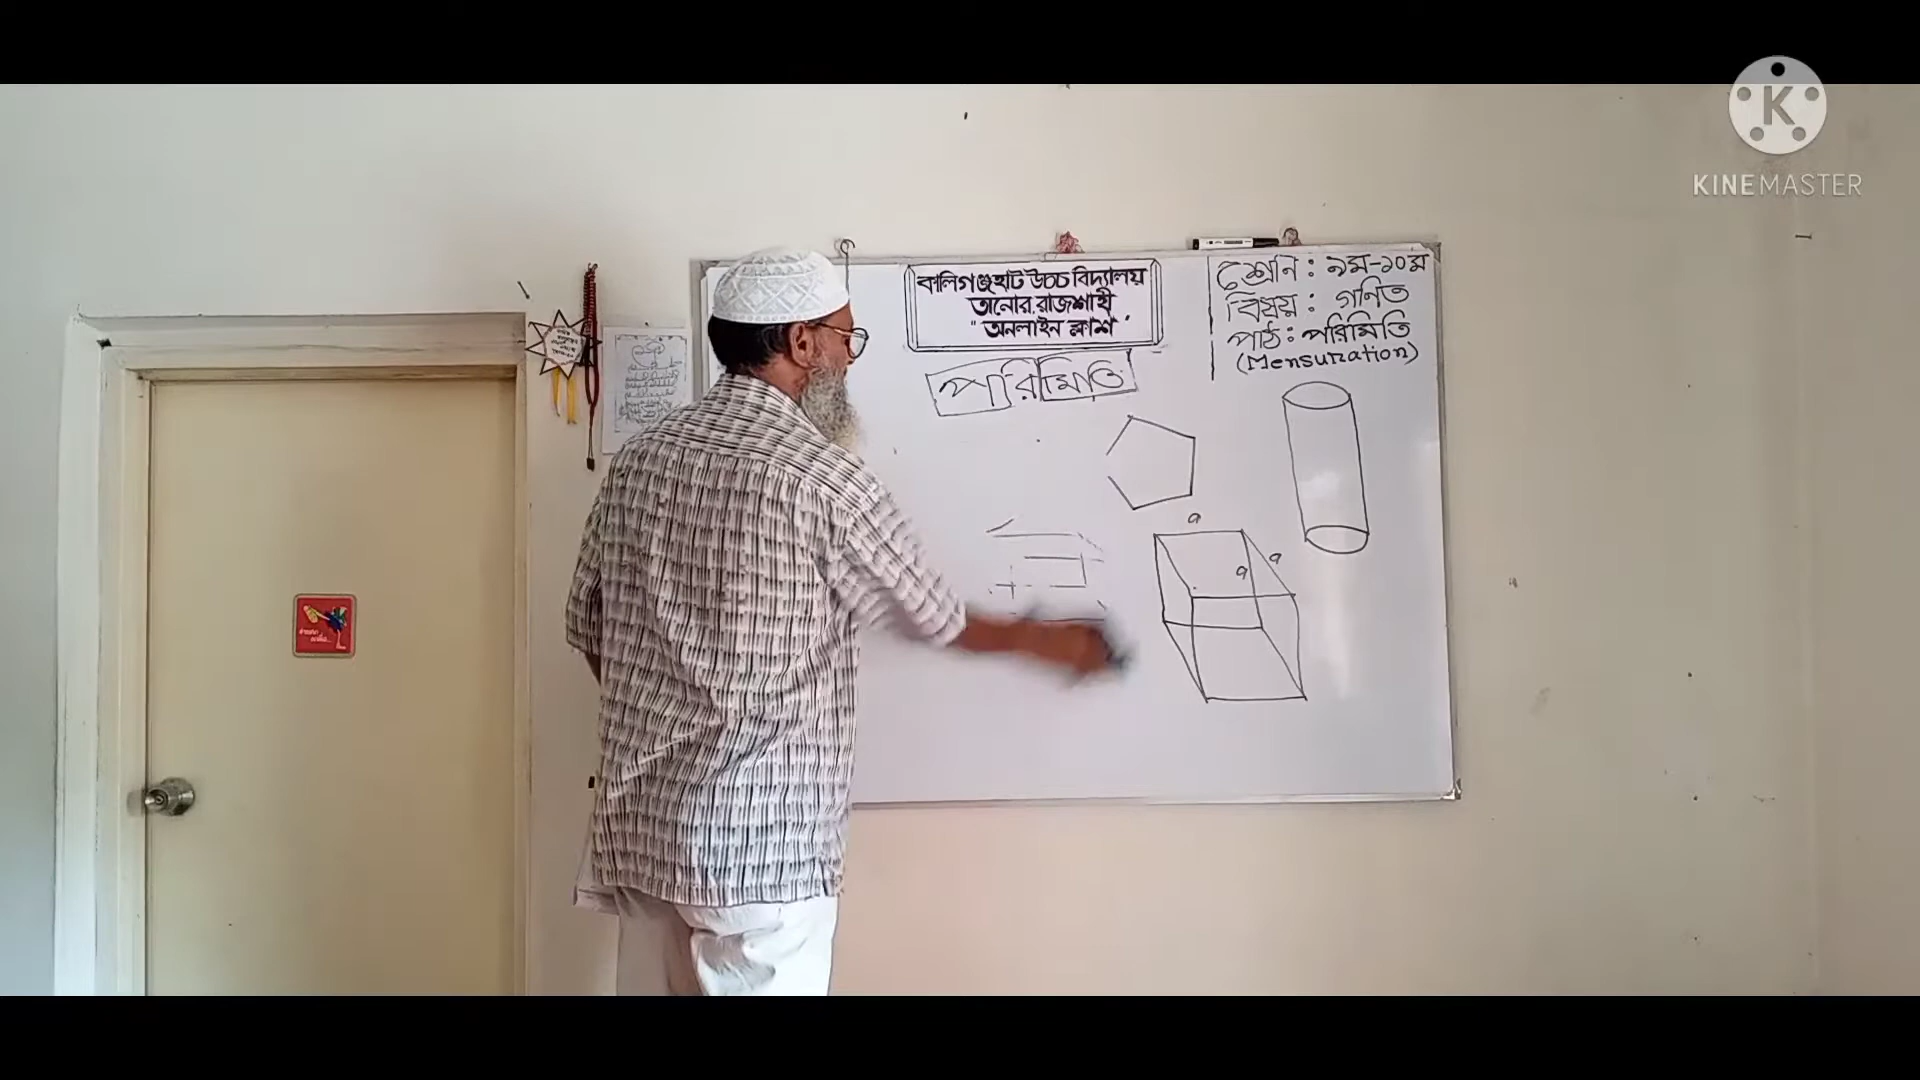 K
KINEMASTER
বালিগঞ্জহাট উচ্চ বিদ্যালয়
তানোর, রাজশাহী
"অনলাইন ক্লাশ"
পরিমিতি
শ্রেনি : ৯ম-১০ম
বিষয় : গণিত
পাঠ : পরিমিতি
(Mensuration)
a
a
a